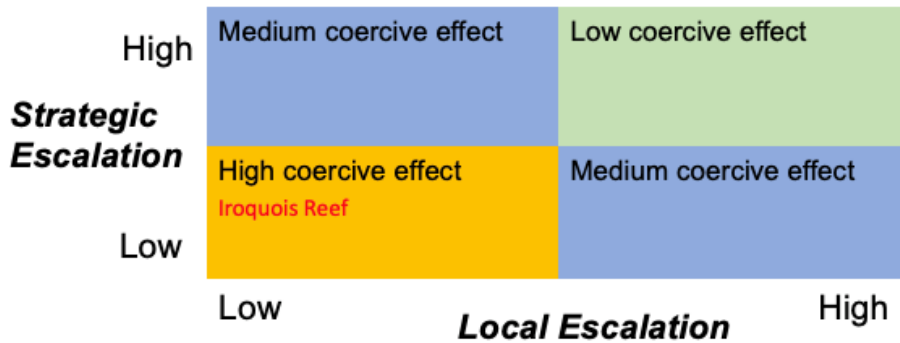 High
Medium coercive effect
Low coercive effect
Strategic
Escalation
High coercive effect
Iroquois Reef
Medium coercive effect
Low
Low
High
Local Escalation